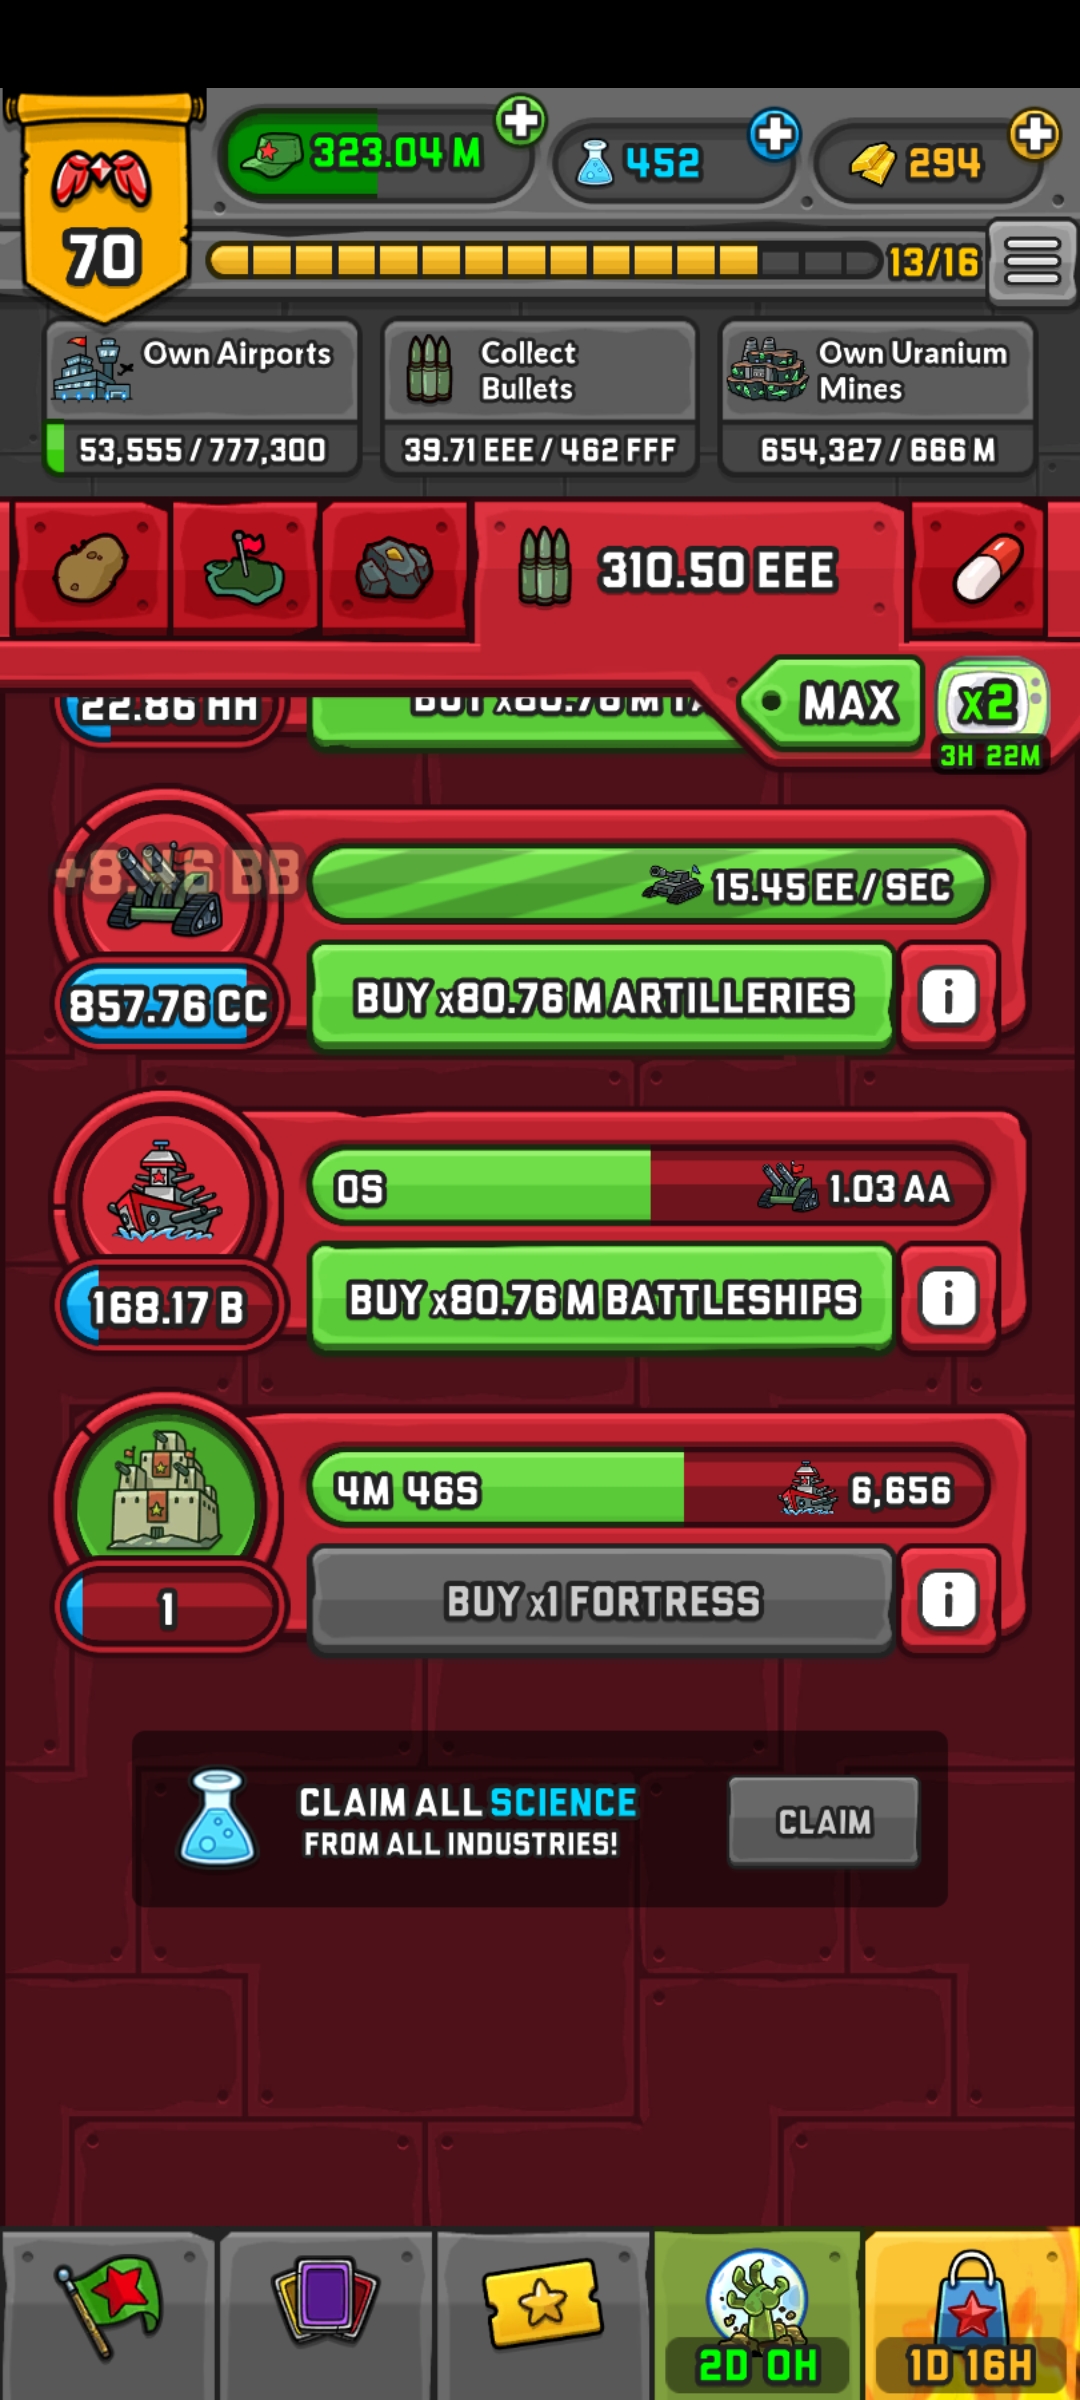 323.04 M
452
294
70
13/16
Own Airports
53,555 / 777,300
Collect
Bullets
39.71 EEE / 462 FFF
Own Uranium
Mines
654,327 / 666 M
310.50 EEE
MAX
x2
3H 22M
22.86 HH
BUY x80.76 M
15.45 EE / SEC
857.76 CC
BUY x80.76 M ARTILLERIES
i
0S
1.03 AA
168.17 B
BUY x80.76 M BATTLESHIPS
i
4M 46S
6,656
1
BUY x1 FORTRESS
i
CLAIM ALL SCIENCE
FROM ALL INDUSTRIES!
CLAIM
2D 0H
1D 16H